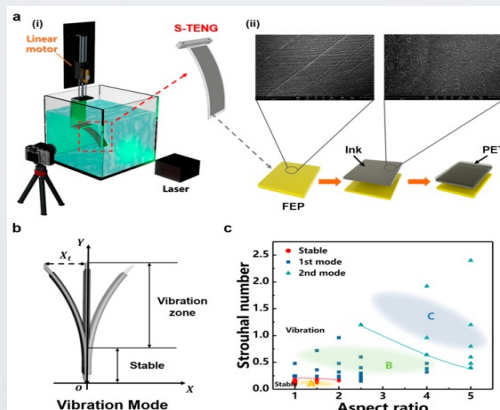 a
(i)
Linear
motor
S-TENG
Laser
(ii)
Ink
PET
FEP
b
Y
Xt
Vibration
zone
Stable
O
X
Vibration Mode
c
Strouhal number
2.5
2.0
1.5
1.0
0.5
0.0
Stable
1st mode
2nd mode
Vibration
Stable
A
B
C
1
2
3
4
5
Aspect ratio